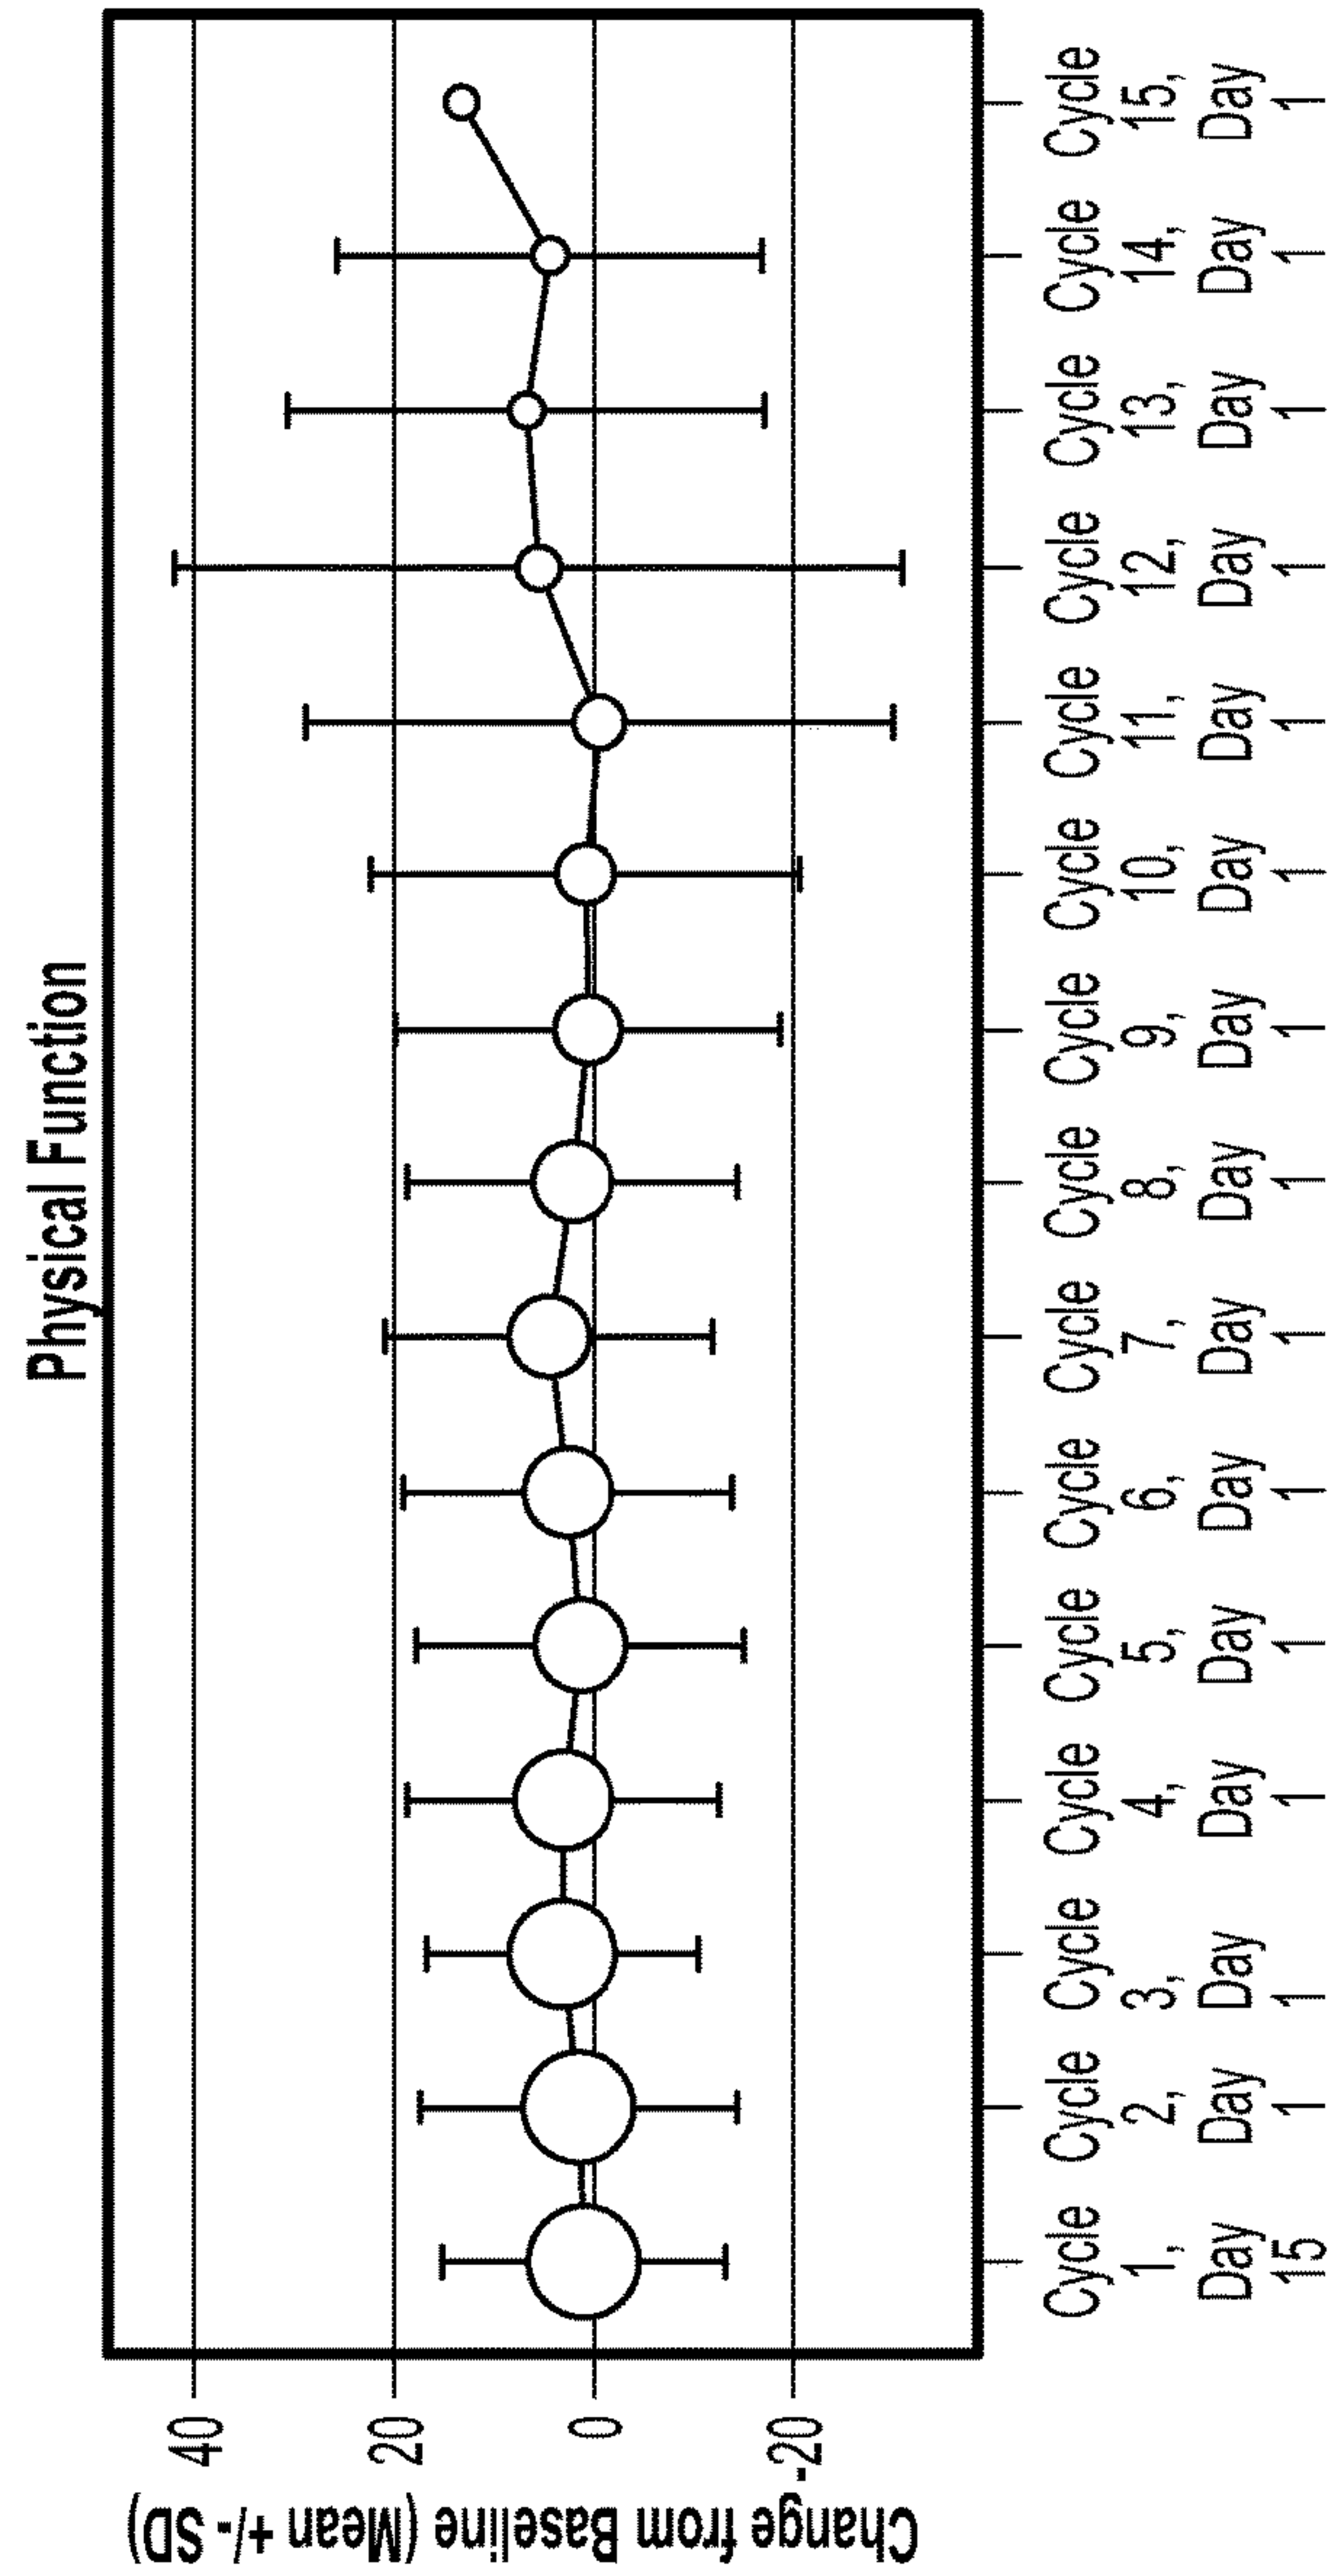 Physical Function
Change from Baseline (Mean +/- SD)
40
20
0
-20
Cycle
1,
Day
15
Cycle
2,
Day
1
Cycle
3,
Day
1
Cycle
4,
Day
1
Cycle
5,
Day
1
Cycle
6,
Day
1
Cycle
7,
Day
1
Cycle
8,
Day
1
Cycle
9,
Day
1
Cycle
10,
Day
1
Cycle
11,
Day
1
Cycle
12,
Day
1
Cycle
13,
Day
1
Cycle
14,
Day
1
Cycle
15,
Day
1